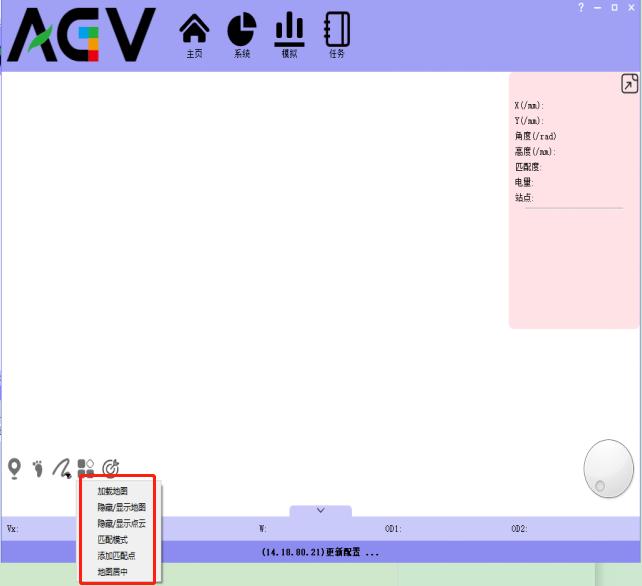 AGV
?
主页 系统 模拟 任务
X(/mm):
Y(/mm):
角度(/rad)
高度(/mm):
匹配度:
电量:
站点:
加载地图
隐藏/显示地图
隐藏/显示点云
匹配模式
添加匹配点
地图居中
Vx: W: OD1: OD2:
(14.18.80.21)更新配置 ...